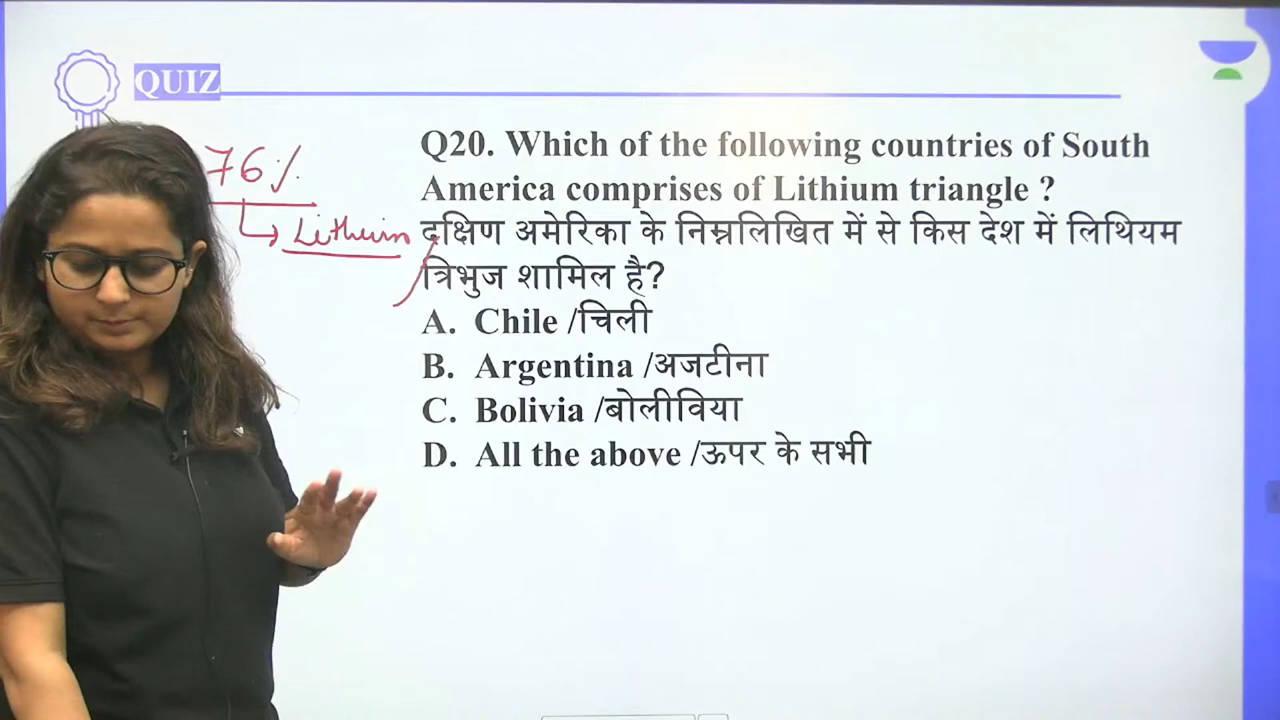 QUIZ
76%
Lithium
Q20. Which of the following countries of South
America comprises of Lithium triangle ?
दक्षिण अमेरिका के निम्नलिखित में से किस देश में लिथियम
त्रिभुज शामिल है?
A. Chile /चिली
B. Argentina /अजटीना
C. Bolivia /बोलीविया
D. All the above /ऊपर के सभी